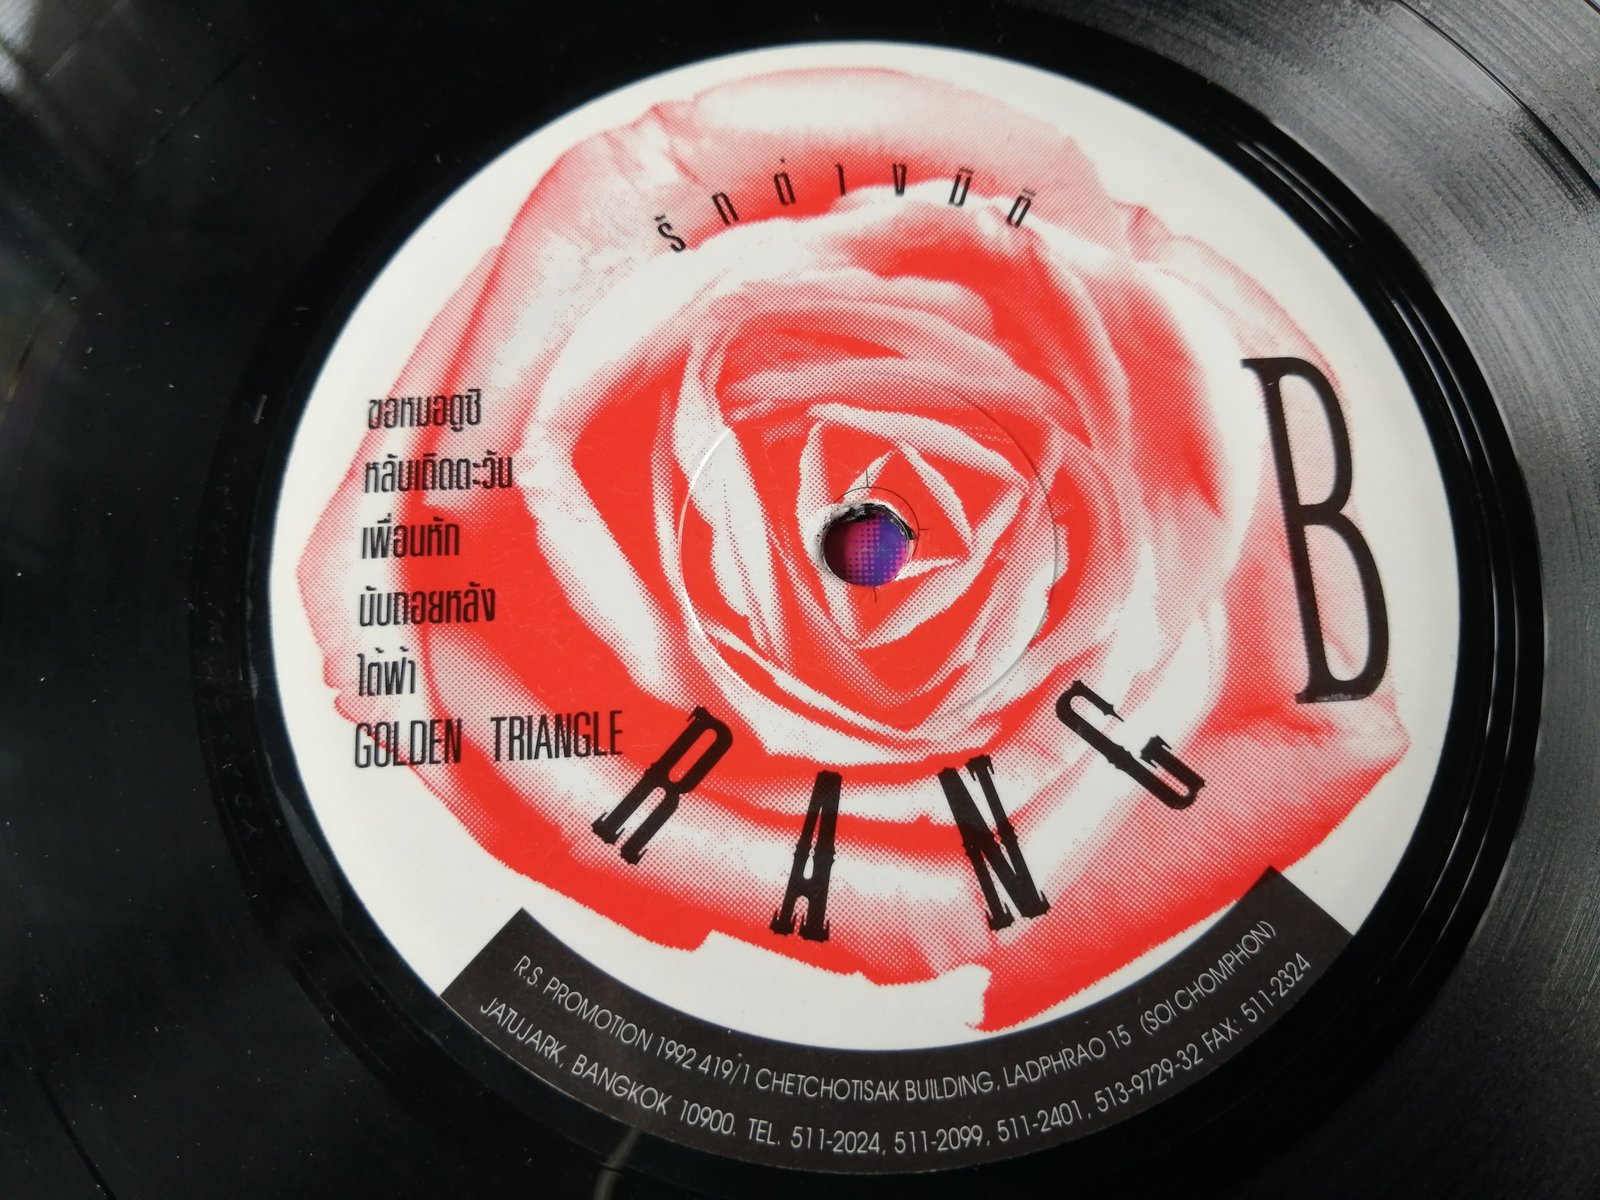 รักต่างมิติ
B
ขอหมอดูซิ
หลับเถิดตะวัน
เพื่อนหัก
นับถอยหลัง
ใต้ฟ้า
GOLDEN TRIANGLE
RANG
R.S. PROMOTION 1992 419/1 CHETCHOTISAK BUILDING, LADPHRAO 15 (SOI CHOMPHON)
JATUJARK, BANGKOK 10900. TEL. 511-2024, 511-2099, 511-2401, 513-9729-32 FAX: 511-2324